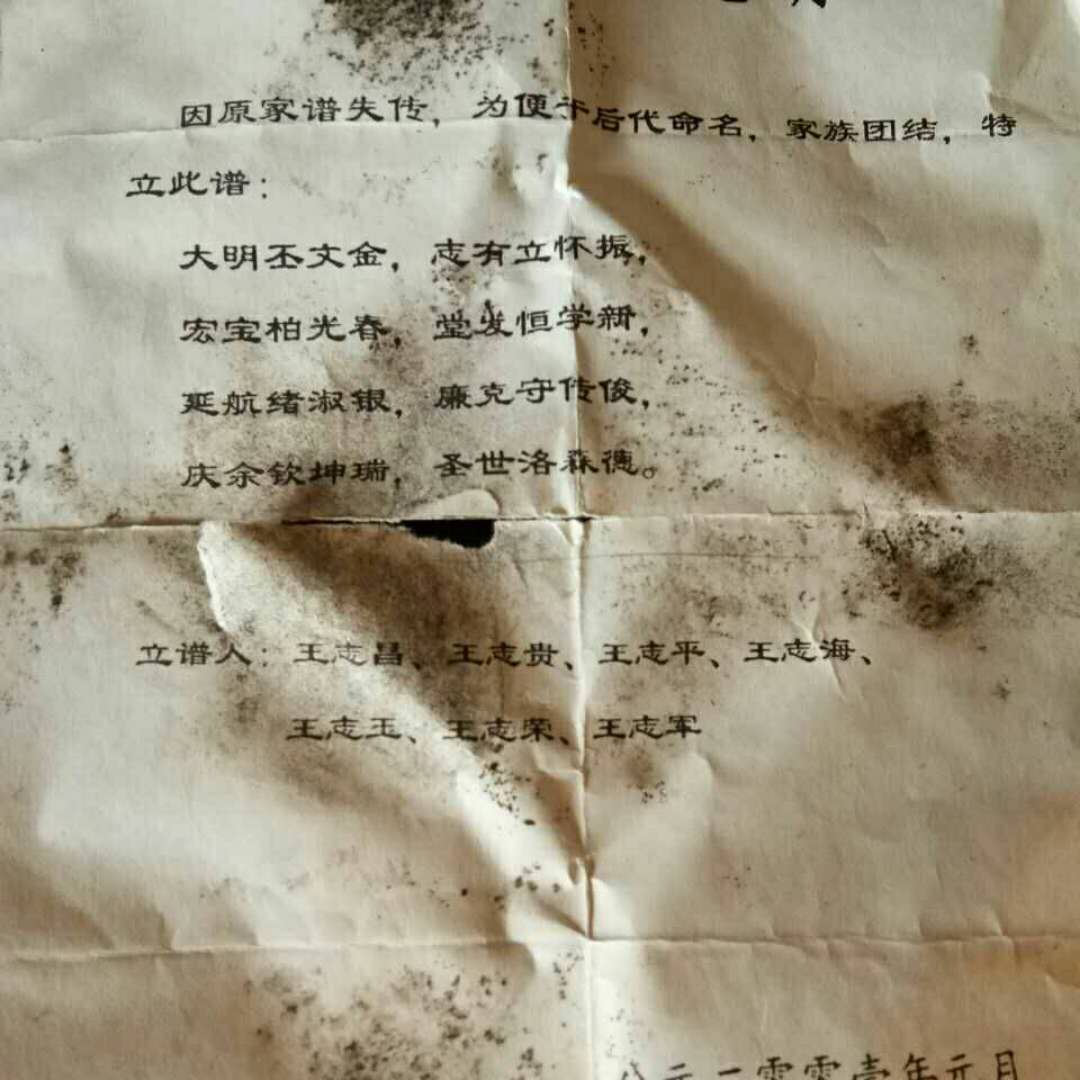 因原家谱失传，为便于后代命名，家族团结，特
立此谱：
大明丕文金，志有立怀振，
宏宝柏光春，堂发恒学新，
延航绪淑银，廉克守传俊，
庆余钦坤瑞，圣世洛森德。
立谱人：王志昌、王志贵、王志平、王志海、
王志玉、王志荣、王志军
零零壹年元月